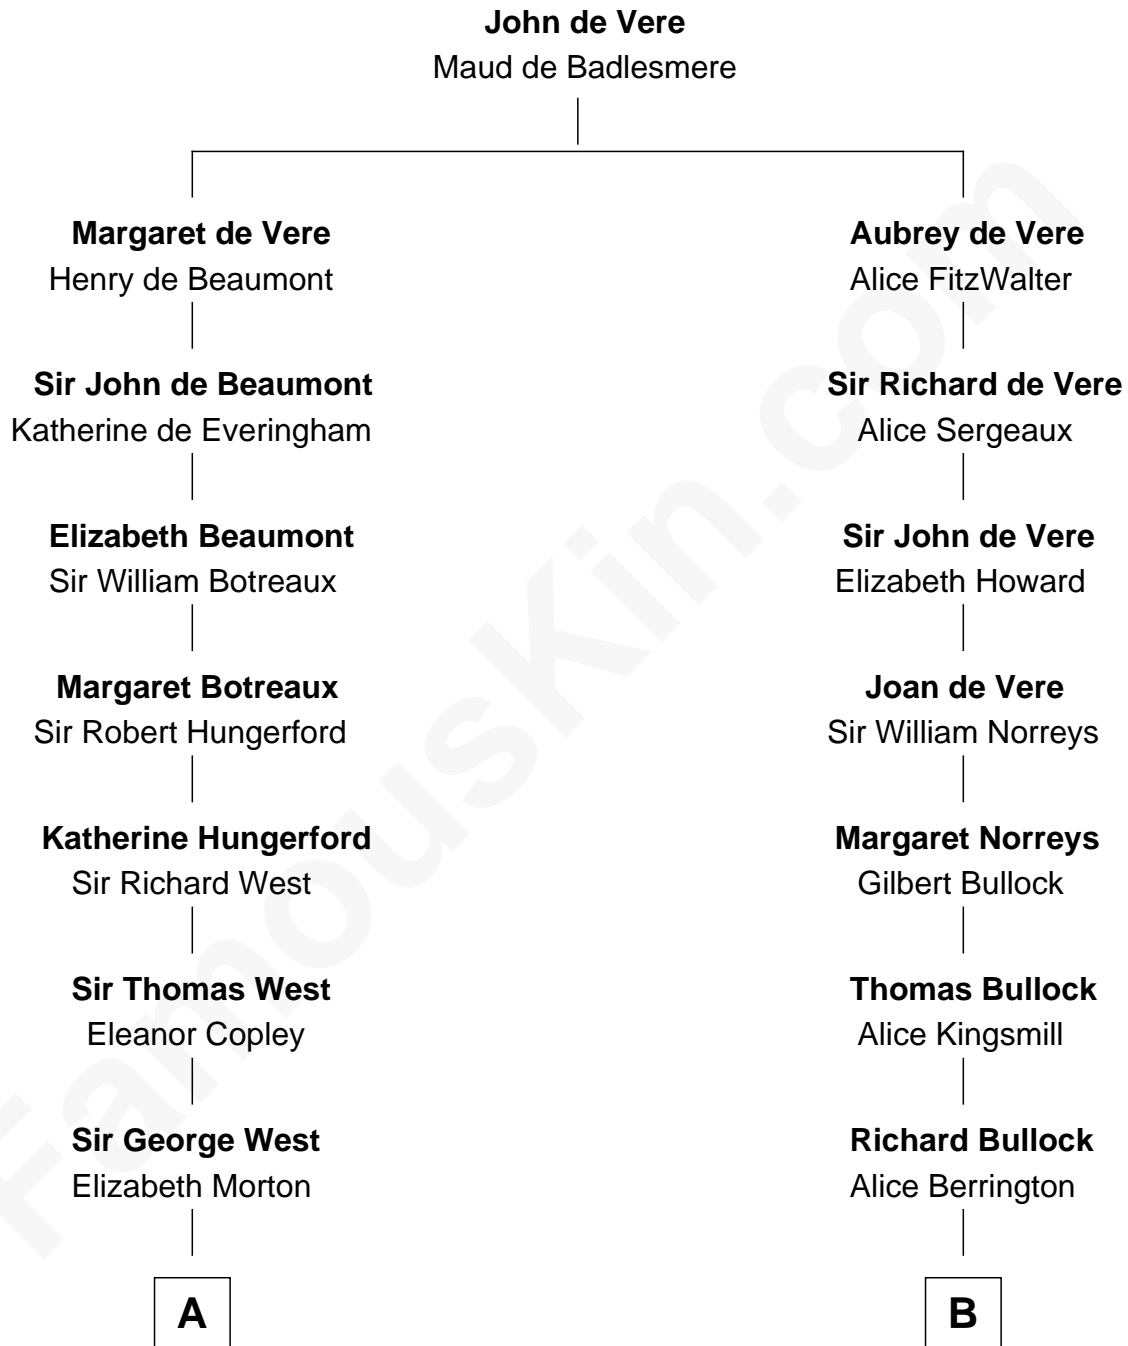 John de Vere
Maud de Badlesmere
Margaret de Vere
Henry de Beaumont
Sir John de Beaumont
Katherine de Everingham
Elizabeth Beaumont
Sir William Botreaux
Margaret Botreaux
Sir Robert Hungerford
Katherine Hungerford
Sir Richard West
Sir Thomas West
Eleanor Copley
Sir George West
Elizabeth Morton
A
Aubrey de Vere
Alice FitzWalter
Sir Richard de Vere
Alice Sergeaux
Sir John de Vere
Elizabeth Howard
Joan de Vere
Sir William Norreys
Margaret Norreys
Gilbert Bullock
Thomas Bullock
Alice Kingsmill
Richard Bullock
Alice Berrington
B
FamousKin.com